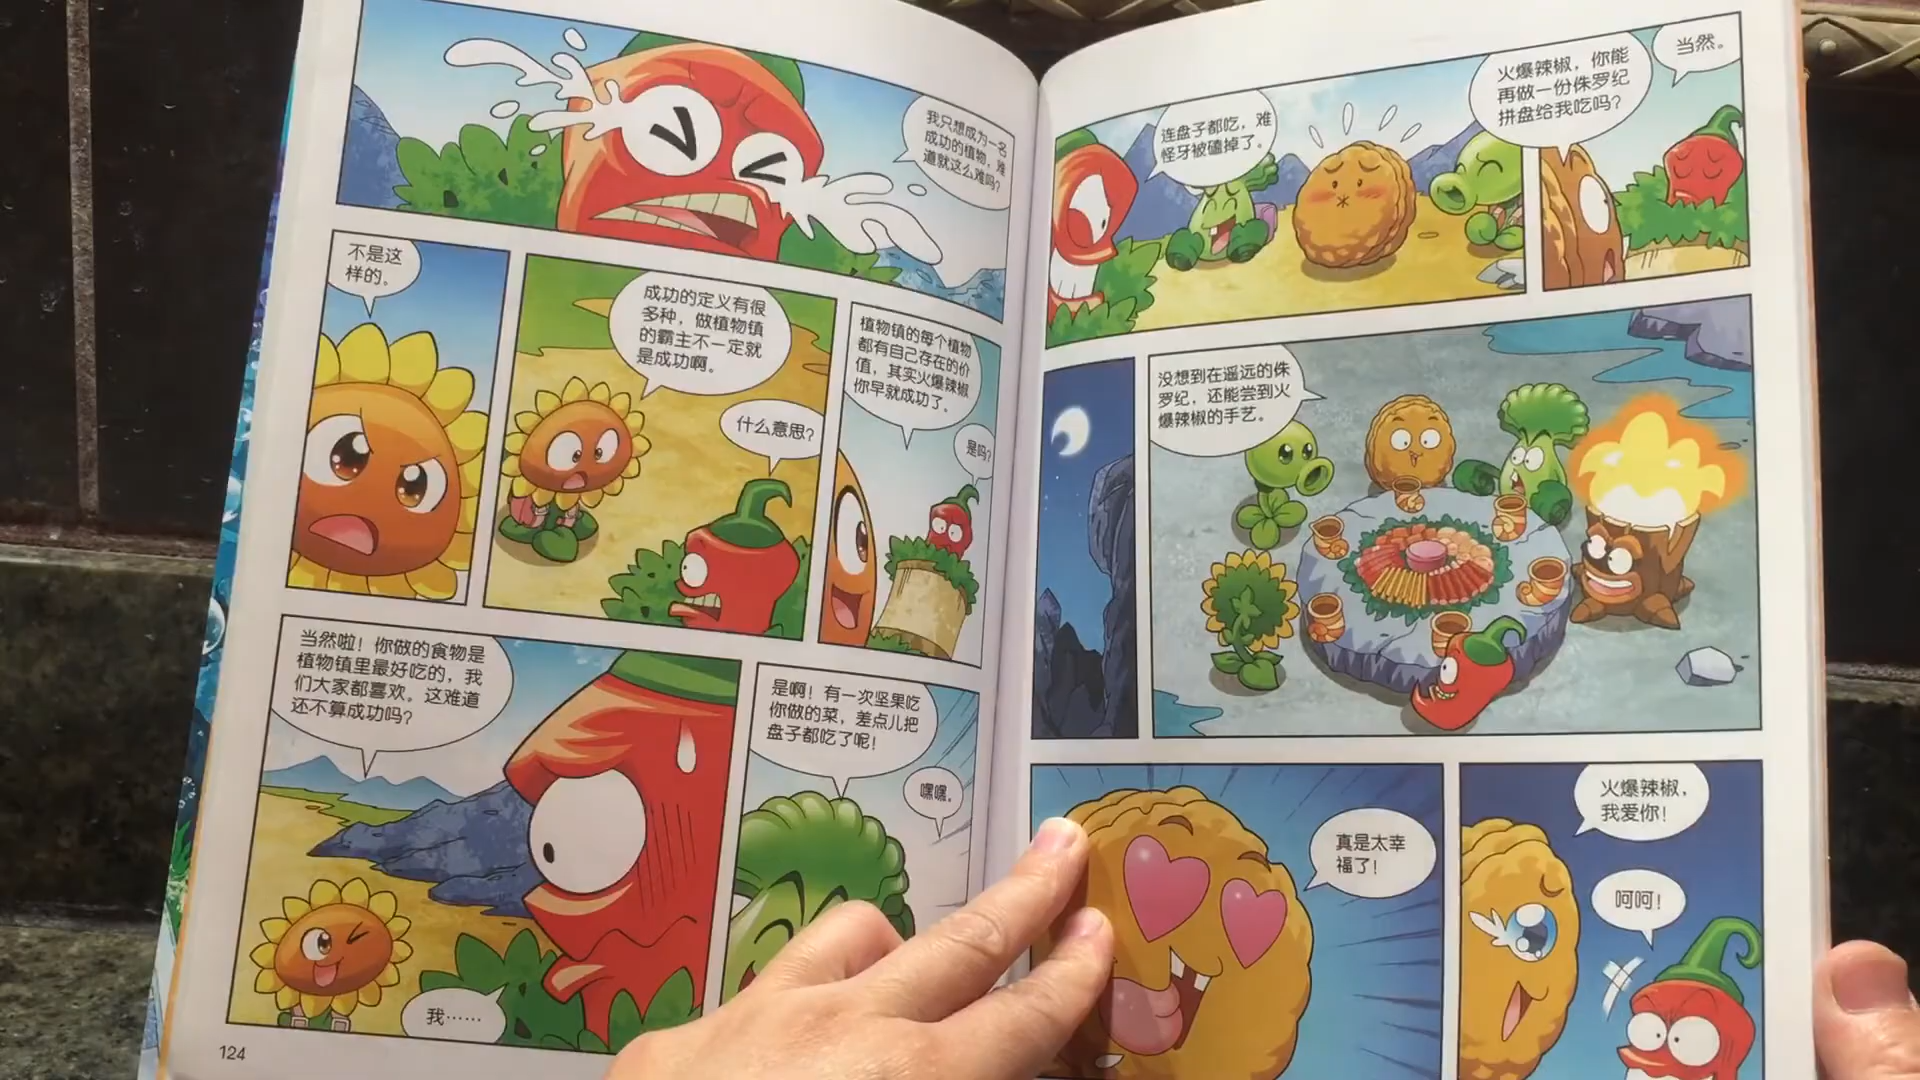 我只想成为一名
成功的植物，难
道就这么难吗？
不是这
样的。
成功的定义有很
多种，做植物镇
的霸主不一定就
是成功啊。
什么意思？
植物镇的每个植物
都有自己存在的价
值，其实火爆辣椒
你早就成功了。
是吗？
当然啦！你做的食物是
植物镇里最好吃的，我
们大家都喜欢。这难道
还不算成功吗？
我……
是啊！有一次坚果吃
你做的菜，差点儿把
盘子都吃了呢！
嘿嘿。
124
连盘子都吃，难
怪牙被磕掉了。
火爆辣椒，你能
再做一份侏罗纪
拼盘给我吃吗？
当然。
没想到在遥远的侏
罗纪，还能尝到火
爆辣椒的手艺。
真是太幸
福了！
火爆辣椒，
我爱你！
呵呵！